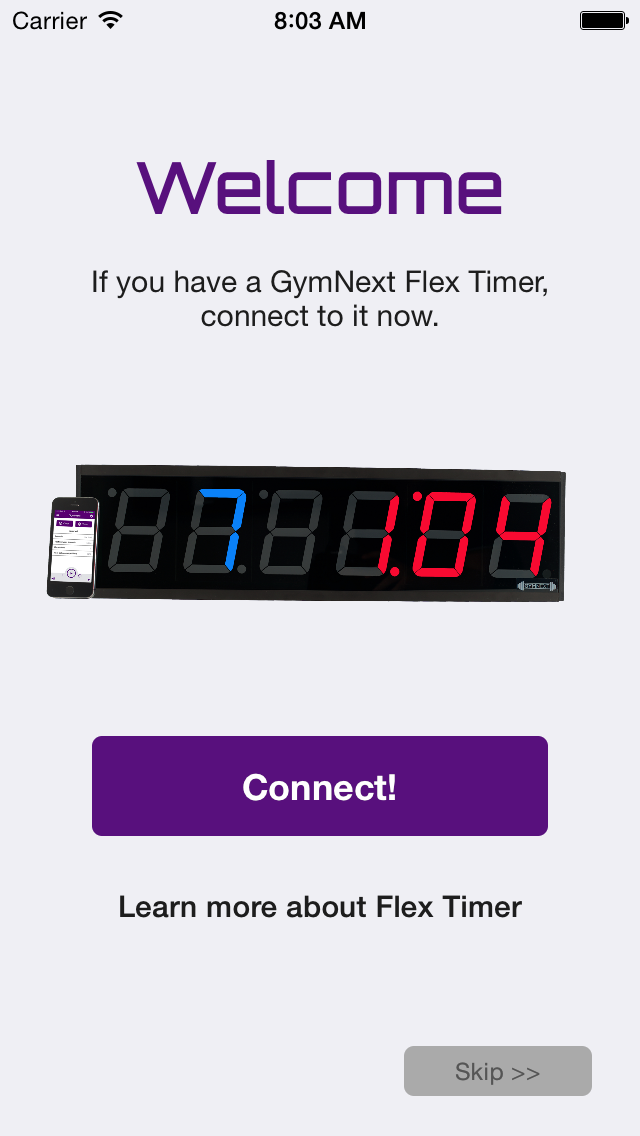 Carrier 8:03 AM
Welcome
If you have a GymNext Flex Timer,
connect to it now.
7 1:04
Connect!
Learn more about Flex Timer
Skip >>